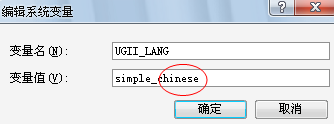 编辑系统变量
变量名(N): UGII_LANG
变量值(V): simple_chinese
确定 取消